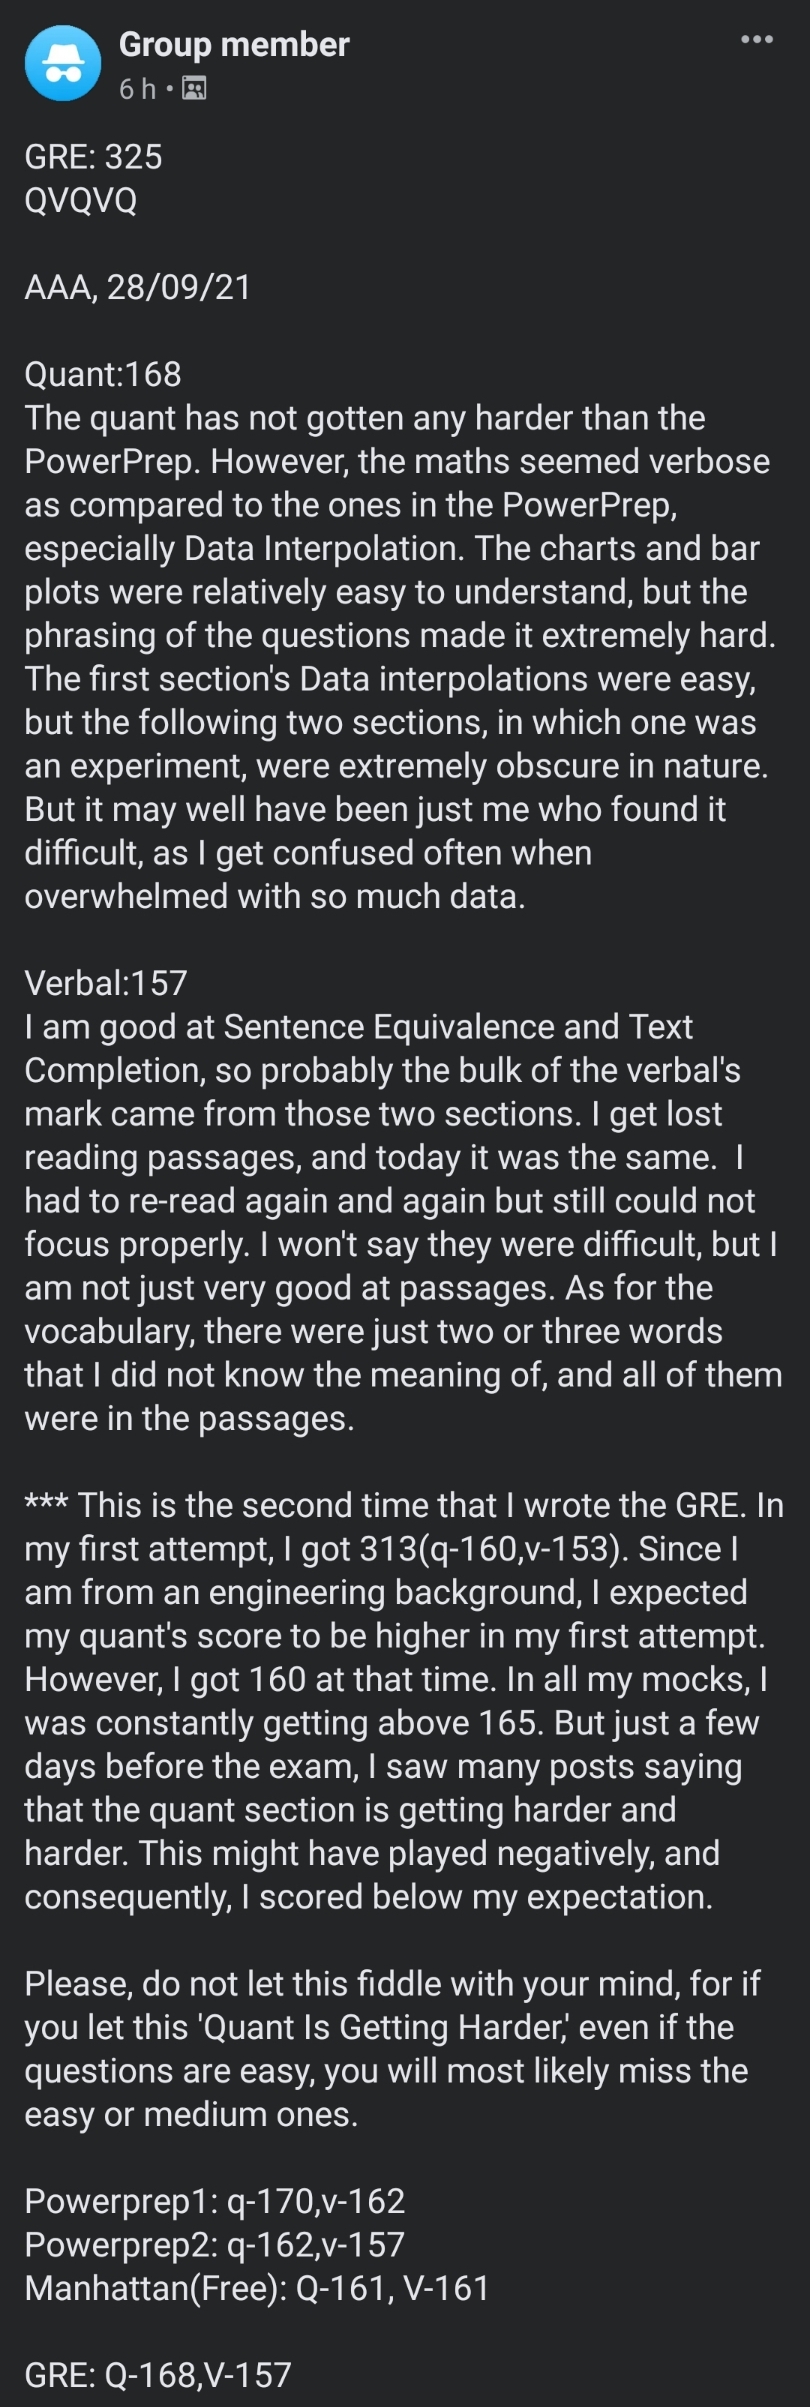 Group member
6 h •
GRE: 325
QVQVQ
AAA, 28/09/21
Quant:168
The quant has not gotten any harder than the
PowerPrep. However, the maths seemed verbose
as compared to the ones in the PowerPrep,
especially Data Interpolation. The charts and bar
plots were relatively easy to understand, but the
phrasing of the questions made it extremely hard.
The first section's Data interpolations were easy,
but the following two sections, in which one was
an experiment, were extremely obscure in nature.
But it may well have been just me who found it
difficult, as I get confused often when
overwhelmed with so much data.
Verbal:157
I am good at Sentence Equivalence and Text
Completion, so probably the bulk of the verbal's
mark came from those two sections. I get lost
reading passages, and today it was the same.  I
had to re-read again and again but still could not
focus properly. I won't say they were difficult, but I
am not just very good at passages. As for the
vocabulary, there were just two or three words
that I did not know the meaning of, and all of them
were in the passages.
*** This is the second time that I wrote the GRE. In
my first attempt, I got 313(q-160,v-153). Since I
am from an engineering background, I expected
my quant's score to be higher in my first attempt.
However, I got 160 at that time. In all my mocks, I
was constantly getting above 165. But just a few
days before the exam, I saw many posts saying
that the quant section is getting harder and
harder. This might have played negatively, and
consequently, I scored below my expectation.
Please, do not let this fiddle with your mind, for if
you let this 'Quant Is Getting Harder,' even if the
questions are easy, you will most likely miss the
easy or medium ones.
Powerprep1: q-170,v-162
Powerprep2: q-162,v-157
Manhattan(Free): Q-161, V-161
GRE: Q-168,V-157